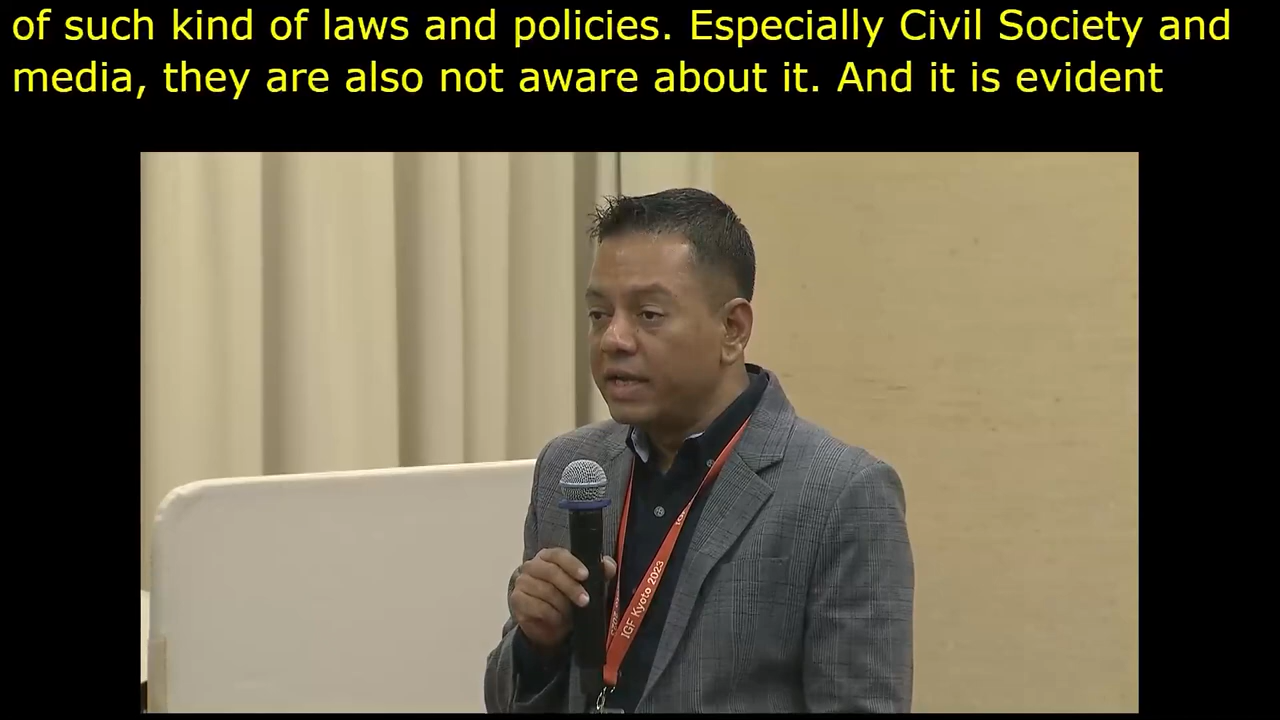 of such kind of laws and policies. Especially Civil Society and
media, they are also not aware about it. And it is evident
IGF Kyoto 2023